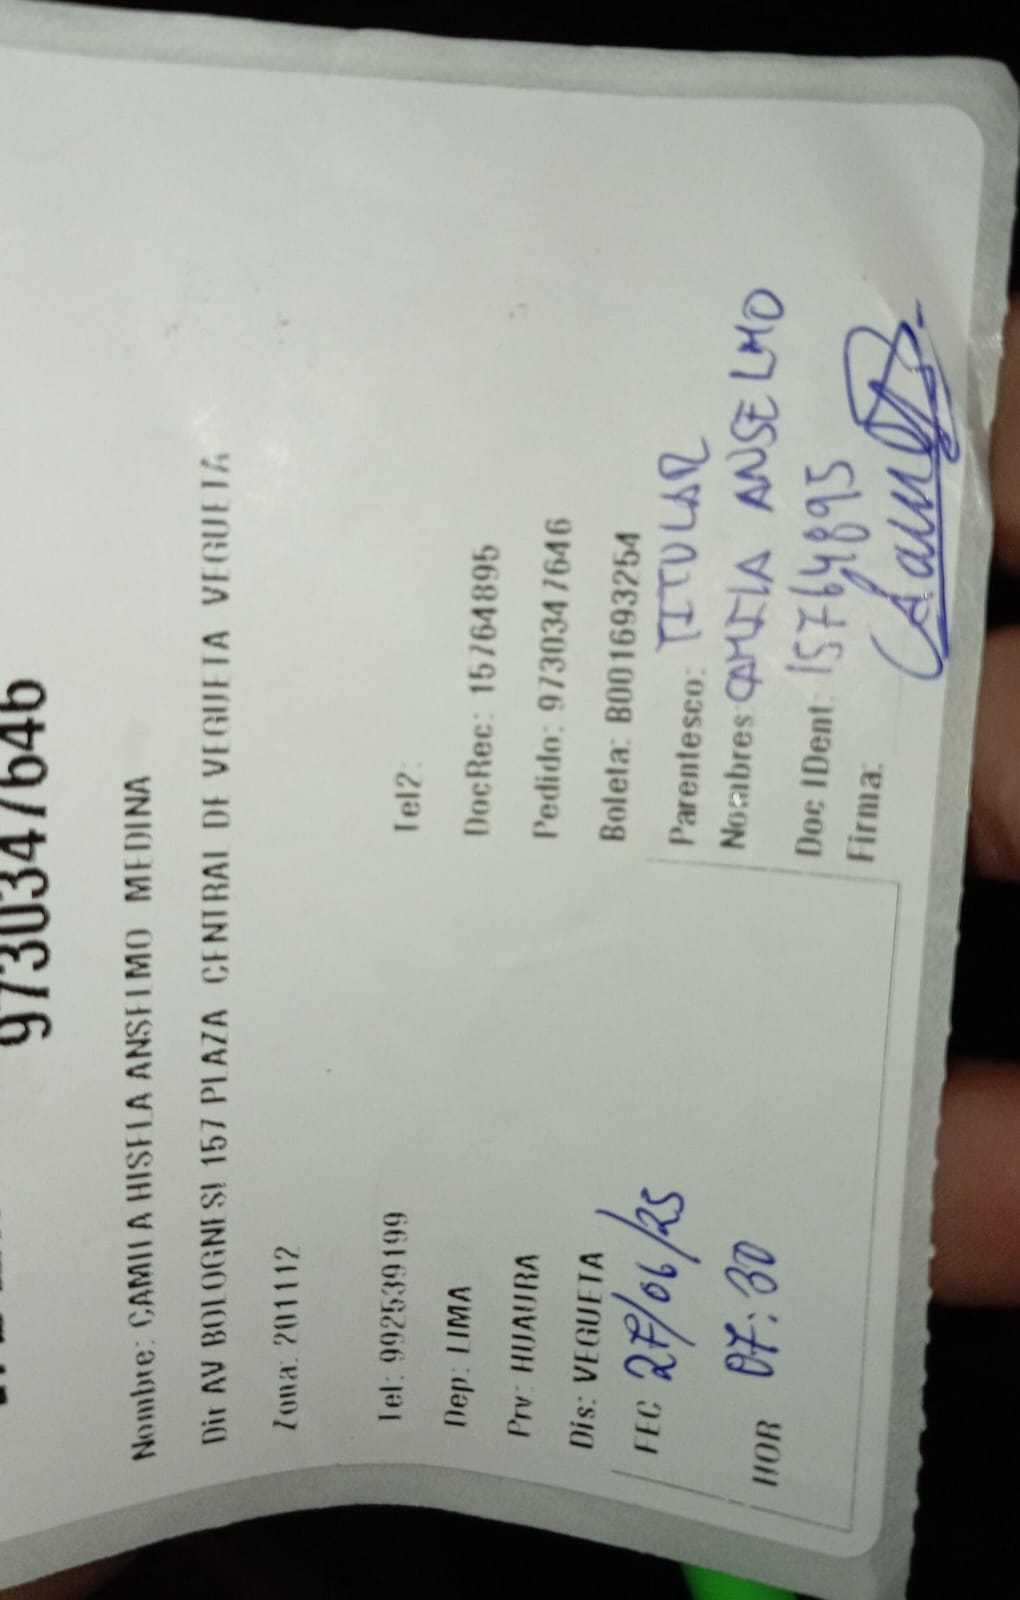 9730347646
Nombre: CAMILA HISELA ANSELMO MEDINA
Dir AV BOLOGNESI 157 PLAZA CENTRAL DE VEGUETA VEGUETA
Zona: 201112
Tel: 992539199 Tel2:
Dep: LIMA DocRec: 15764895
Prv: HUAURA Pedido: 9730347646
Dis: VEGUETA Boleta: B001693254
FEC 27/06/25 Parentesco: TITULAR
Nombres: CAMILA ANSELMO
HOR 07:30 Doc IDent: 15764895
Firma: